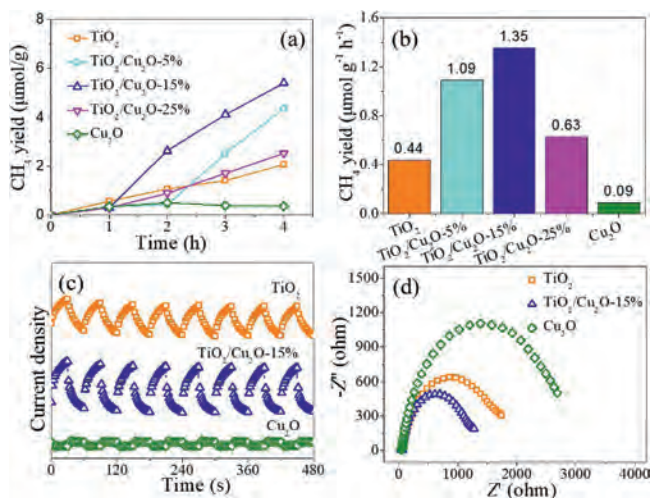 (a)
CH₄ yield (μmol/g)
8
6
4
2
0
TiO₂
TiO₂/Cu₂O-5%
TiO₂/Cu₂O-15%
TiO₂/Cu₂O-25%
Cu₂O
0 1 2 3 4
Time (h)
(b)
CH₄ yield (μmol g⁻¹ h⁻¹)
1.6
1.2
0.8
0.4
0.0
0.44
1.09
1.35
0.63
0.09
TiO₂
TiO₂/Cu₂O-5%
TiO₂/Cu₂O-15%
TiO₂/Cu₂O-25%
Cu₂O
(c)
Current density
TiO₂
TiO₂/Cu₂O-15%
Cu₂O
0 120 240 360 480
Time (s)
(d)
-Z" (ohm)
1500
1200
900
600
300
0
TiO₂
TiO₂/Cu₂O-15%
Cu₂O
0 1000 2000 3000 4000
Z' (ohm)